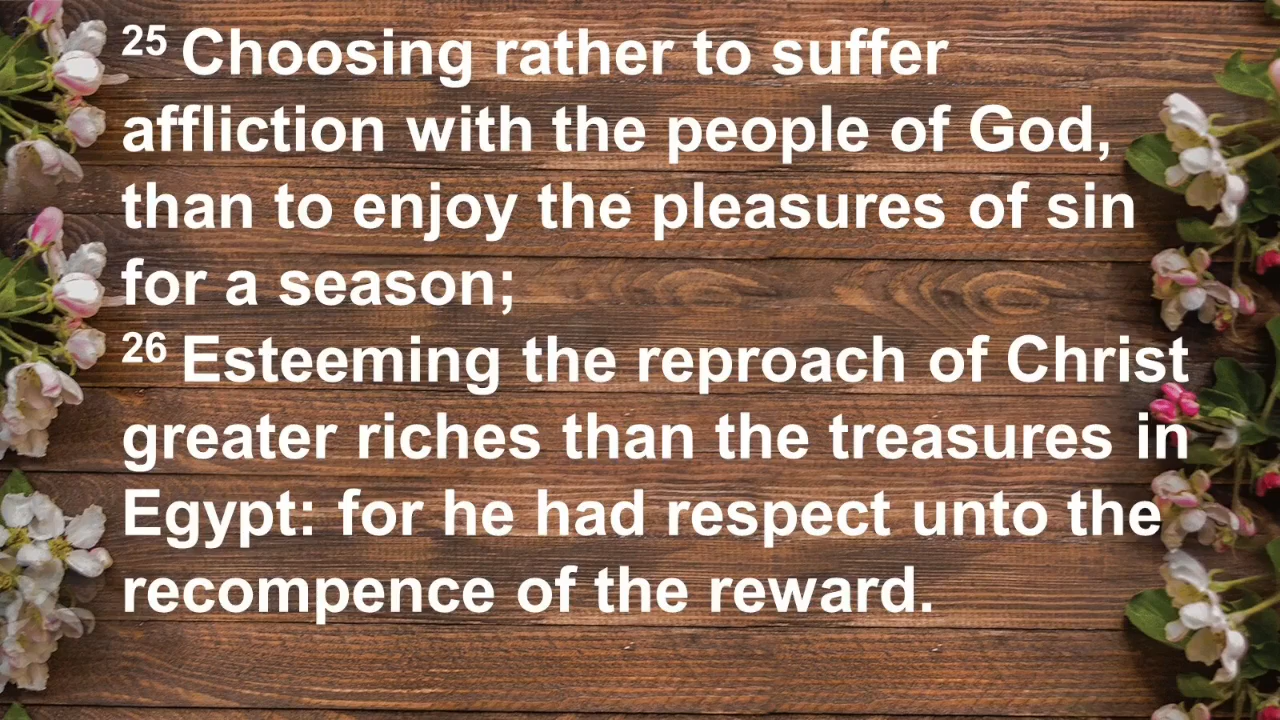 25 Choosing rather to suffer
affliction with the people of God,
than to enjoy the pleasures of sin
for a season;
26 Esteeming the reproach of Christ
greater riches than the treasures in
Egypt: for he had respect unto the
recompence of the reward.